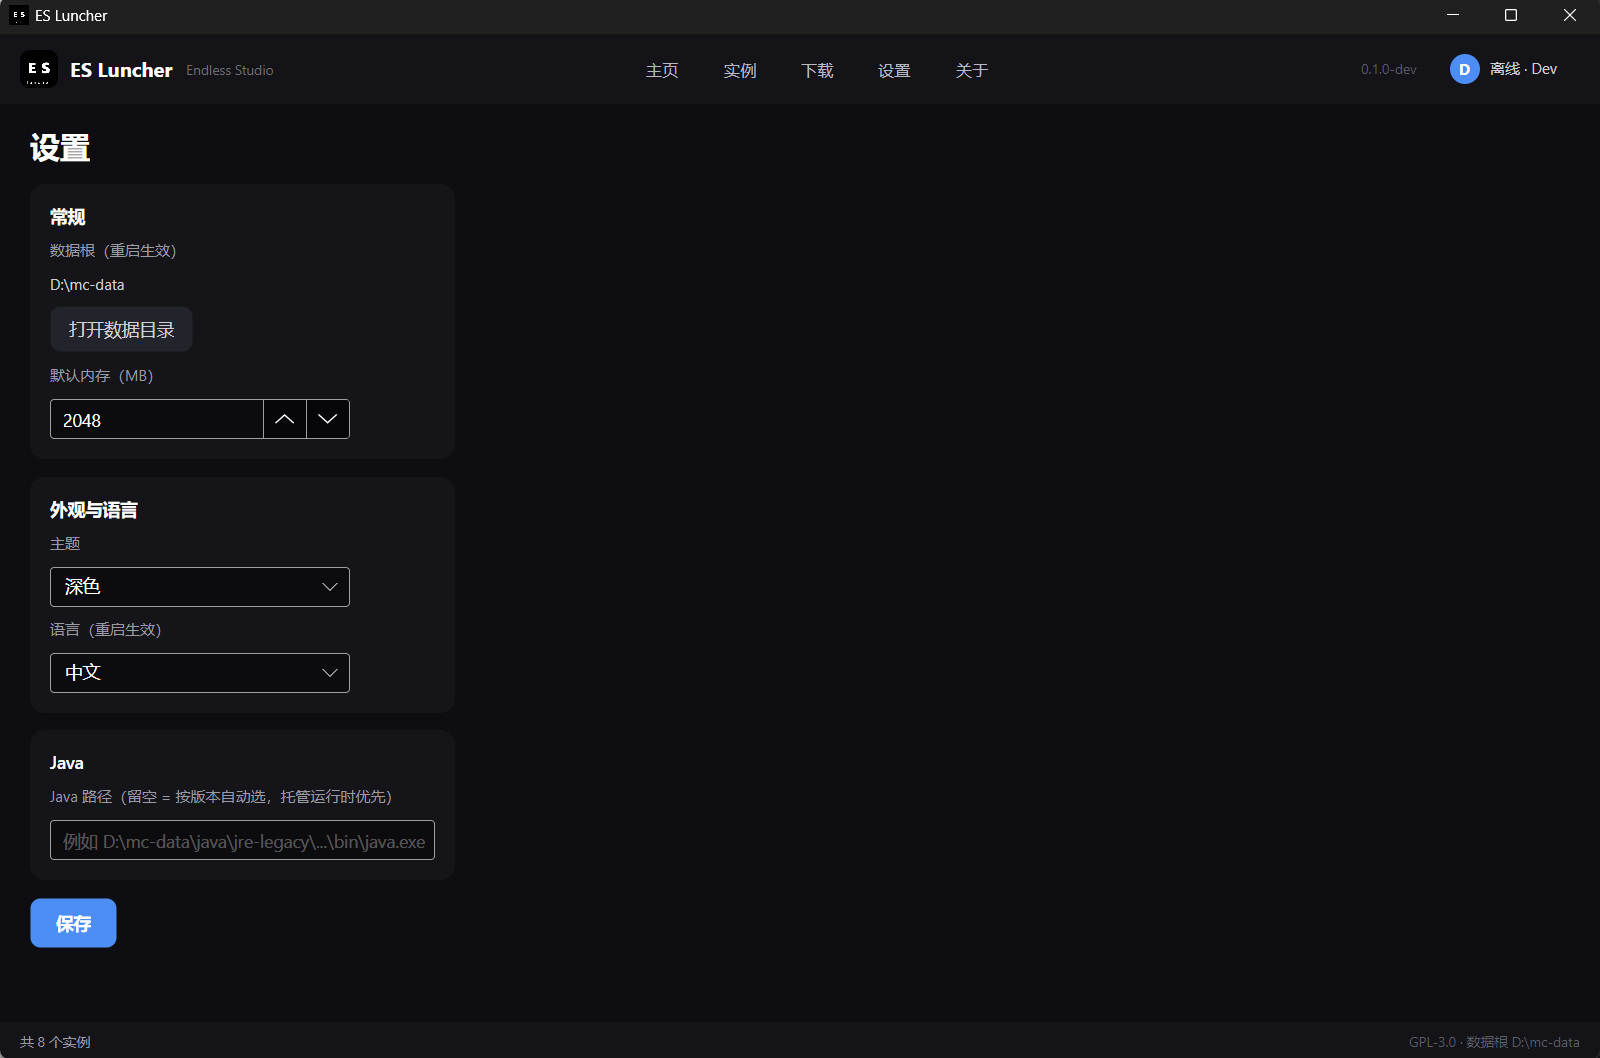 ES Luncher
ES
ES Luncher
Endless Studio
主页
实例
下载
设置
关于
0.1.0-dev
D
离线 · Dev
设置
常规
数据根（重启生效）
D:\mc-data
打开数据目录
默认内存（MB）
2048
外观与语言
主题
深色
语言（重启生效）
中文
Java
Java 路径（留空 = 按版本自动选，托管运行时优先）
例如 D:\mc-data\java\jre-legacy\...\bin\java.exe
保存
共 8 个实例
GPL-3.0 · 数据根 D:\mc-data